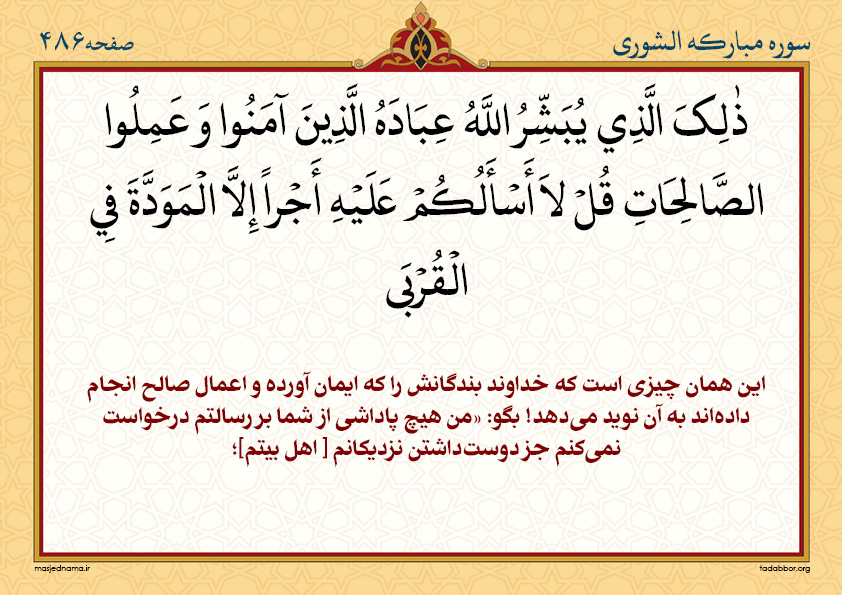 سوره مبارکه الشوری
صفحه۴۸۶
ذٰلِكَ الَّذِي يُبَشِّرُ اللَّهُ عِبَادَهُ الَّذِينَ آمَنُوا وَ عَمِلُوا
الصَّالِحَاتِ قُلْ لاَ أَسْأَلُكُمْ عَلَيْهِ أَجْراً إِلاَّ الْمَوَدَّةَ فِي
الْقُرْبَى
این همان چیزی است که خداوند بندگانش را که ایمان آورده و اعمال صالح انجام
داده‌اند به آن نوید می‌دهد! بگو: «من هیچ پاداشی از شما بر رسالتم درخواست
نمی‌کنم جز دوست‌داشتن نزدیکانم [ اهل بیتم]؛
masjednama.ir
tadabbor.org